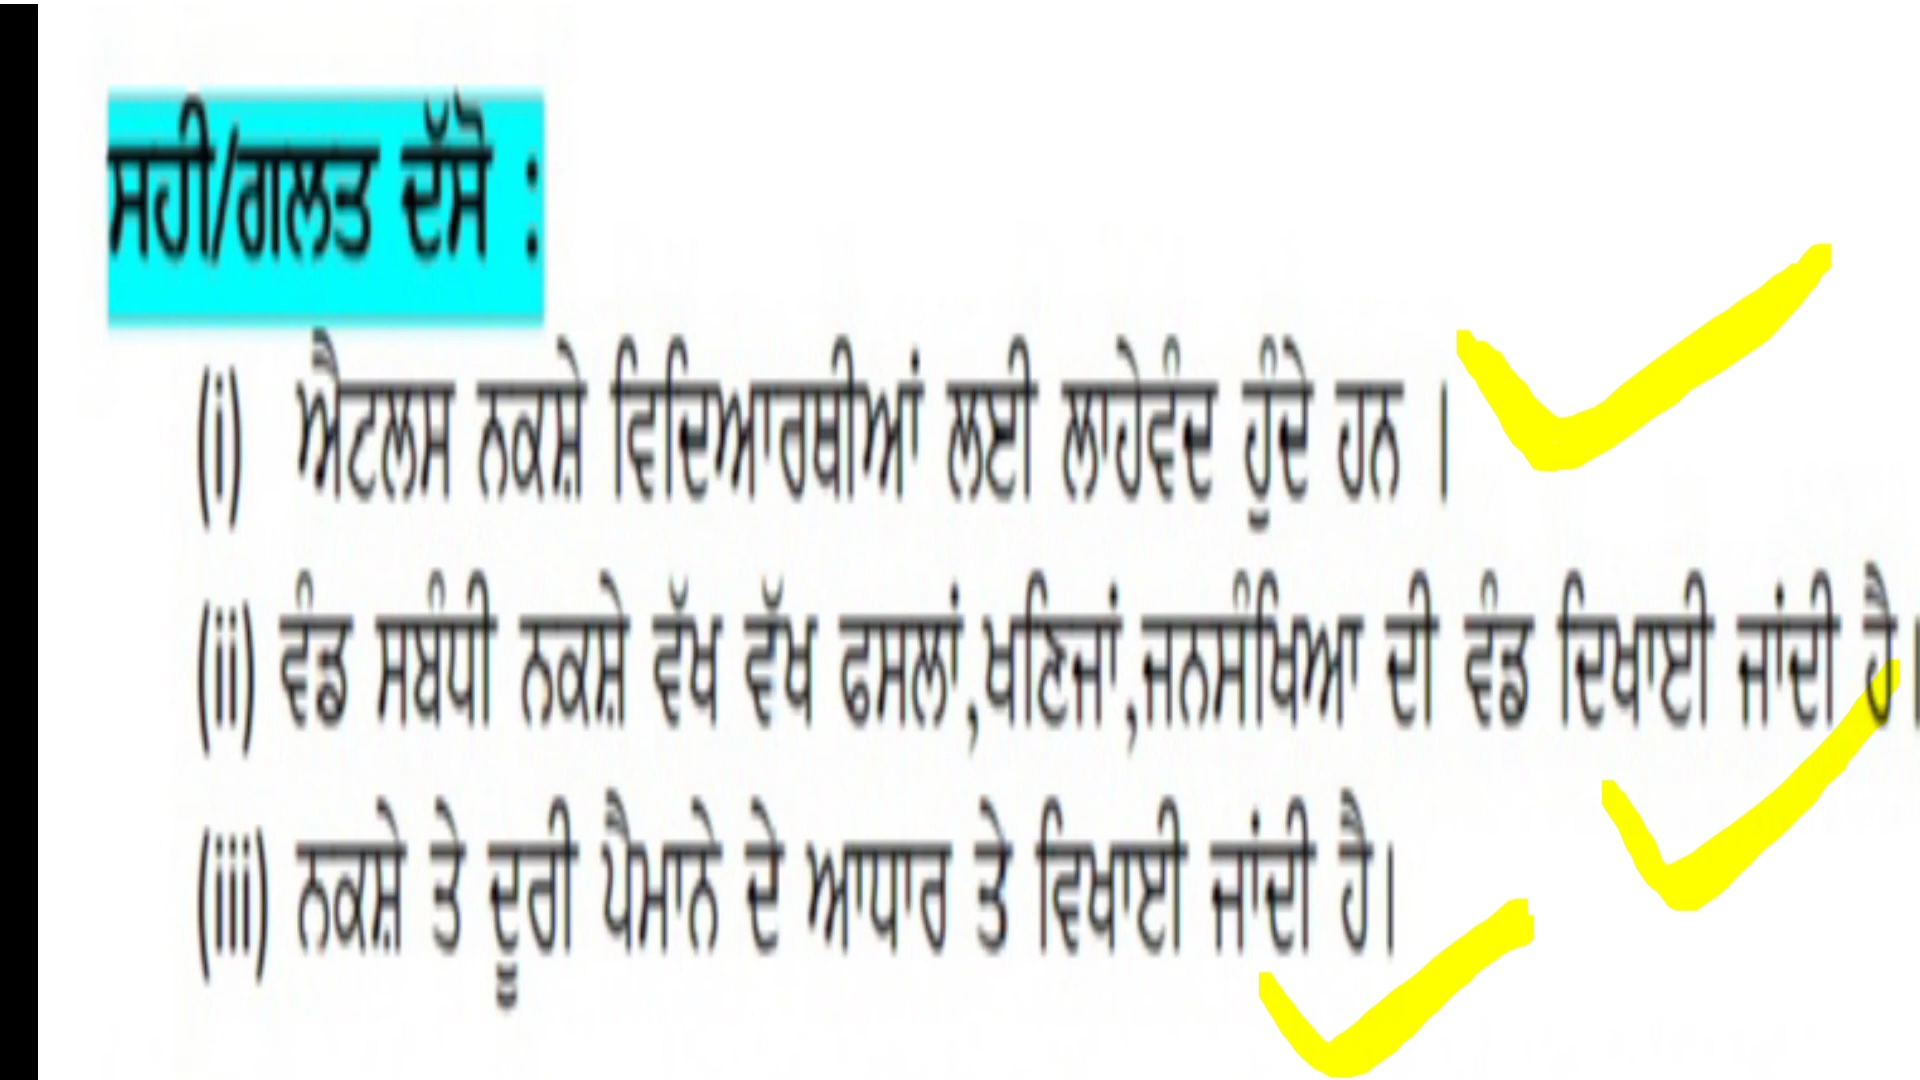 ਸਹੀ/ਗਲਤ ਦੱਸੋ :
(i) ਐਟਲਸ ਨਕਸ਼ੇ ਵਿਦਿਆਰਥੀਆਂ ਲਈ ਲਾਹੇਵੰਦ ਹੁੰਦੇ ਹਨ ।
(ii) ਵੰਡ ਸਬੰਧੀ ਨਕਸ਼ੇ ਵੱਖ ਵੱਖ ਫਸਲਾਂ,ਖਣਿਜਾਂ,ਜਨਸੰਖਿਆ ਦੀ ਵੰਡ ਦਿਖਾਈ ਜਾਂਦੀ ਹੈ।
(iii) ਨਕਸ਼ੇ ਤੇ ਦੂਰੀ ਪੈਮਾਨੇ ਦੇ ਆਧਾਰ ਤੇ ਵਿਖਾਈ ਜਾਂਦੀ ਹੈ।